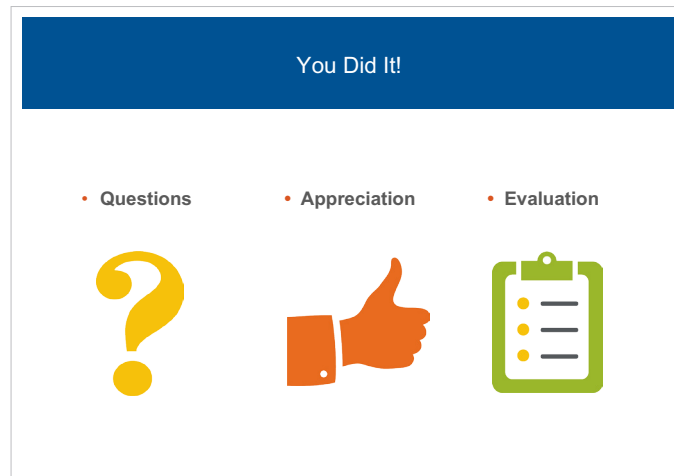 You Did It!
• Questions
• Appreciation
• Evaluation